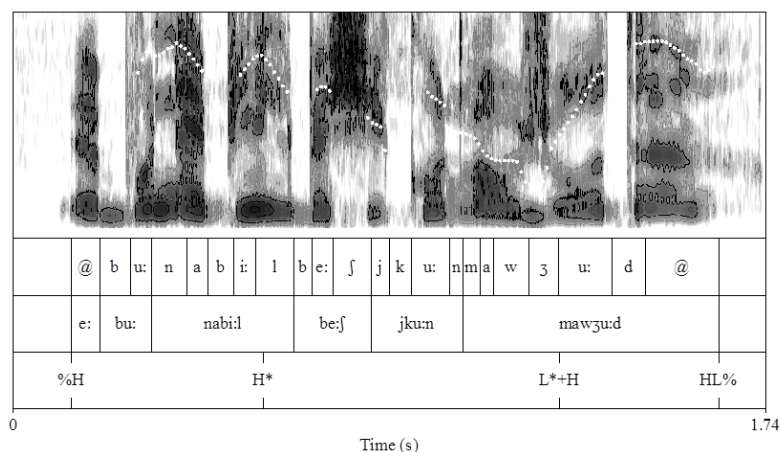 @ b u: n a b i: l b e: ʃ j k u: n m a w ʒ u: d @
e: bu: nabi:l be:ʃ jku:n mawʒu:d
%H H* L*+H HL%
0 1.74
Time (s)